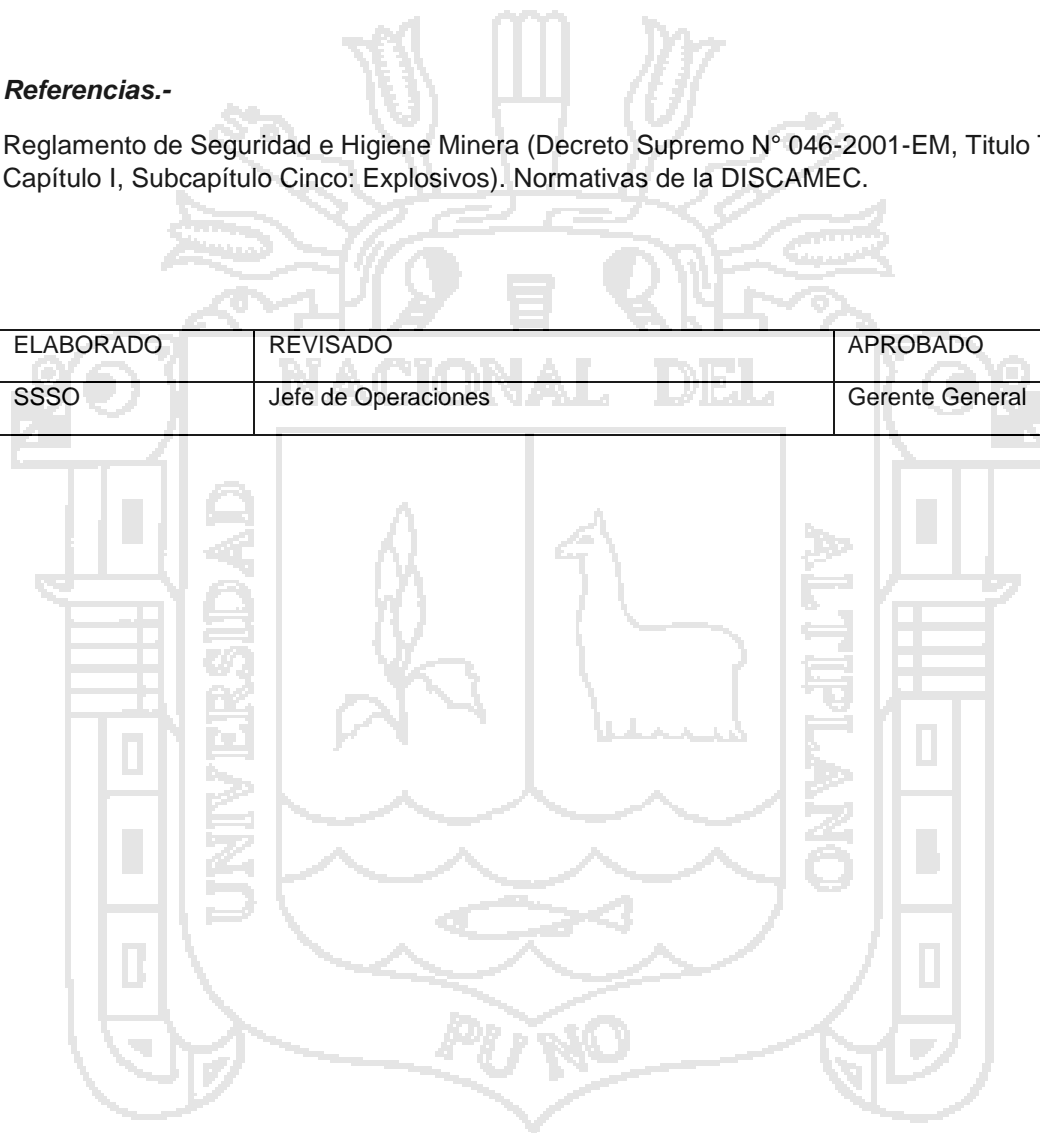 Referencias.-
Reglamento de Seguridad e Higiene Minera (Decreto Supremo N° 046-2001-EM, Titulo
Capítulo I, Subcapítulo Cinco: Explosivos). Normativas de la DISCAMEC.
ELABORADO REVISADO APROBADO
SSSO Jefe de Operaciones Gerente General
NACIONAL DEL
UNIVERSIDAD
ALTIPLANO
PUNO